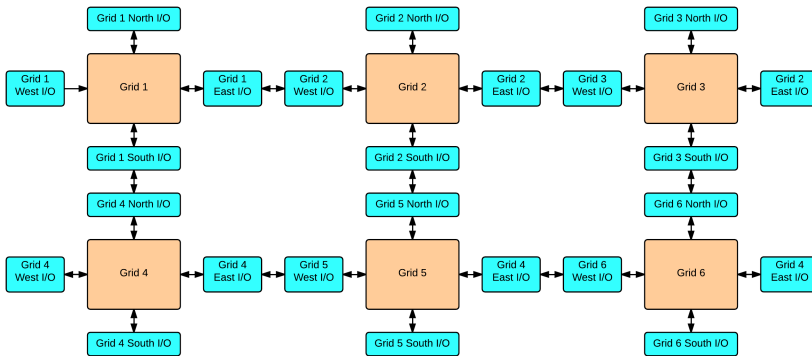 Grid 1 North I/O
Grid 2 North I/O
Grid 3 North I/O
Grid 1
West I/O
Grid 1
Grid 1
East I/O
Grid 2
West I/O
Grid 2
Grid 2
East I/O
Grid 3
West I/O
Grid 3
Grid 2
East I/O
Grid 1 South I/O
Grid 2 South I/O
Grid 3 South I/O
Grid 4 North I/O
Grid 5 North I/O
Grid 6 North I/O
Grid 4
West I/O
Grid 4
Grid 4
East I/O
Grid 5
West I/O
Grid 5
Grid 4
East I/O
Grid 6
West I/O
Grid 6
Grid 4
East I/O
Grid 4 South I/O
Grid 5 South I/O
Grid 6 South I/O